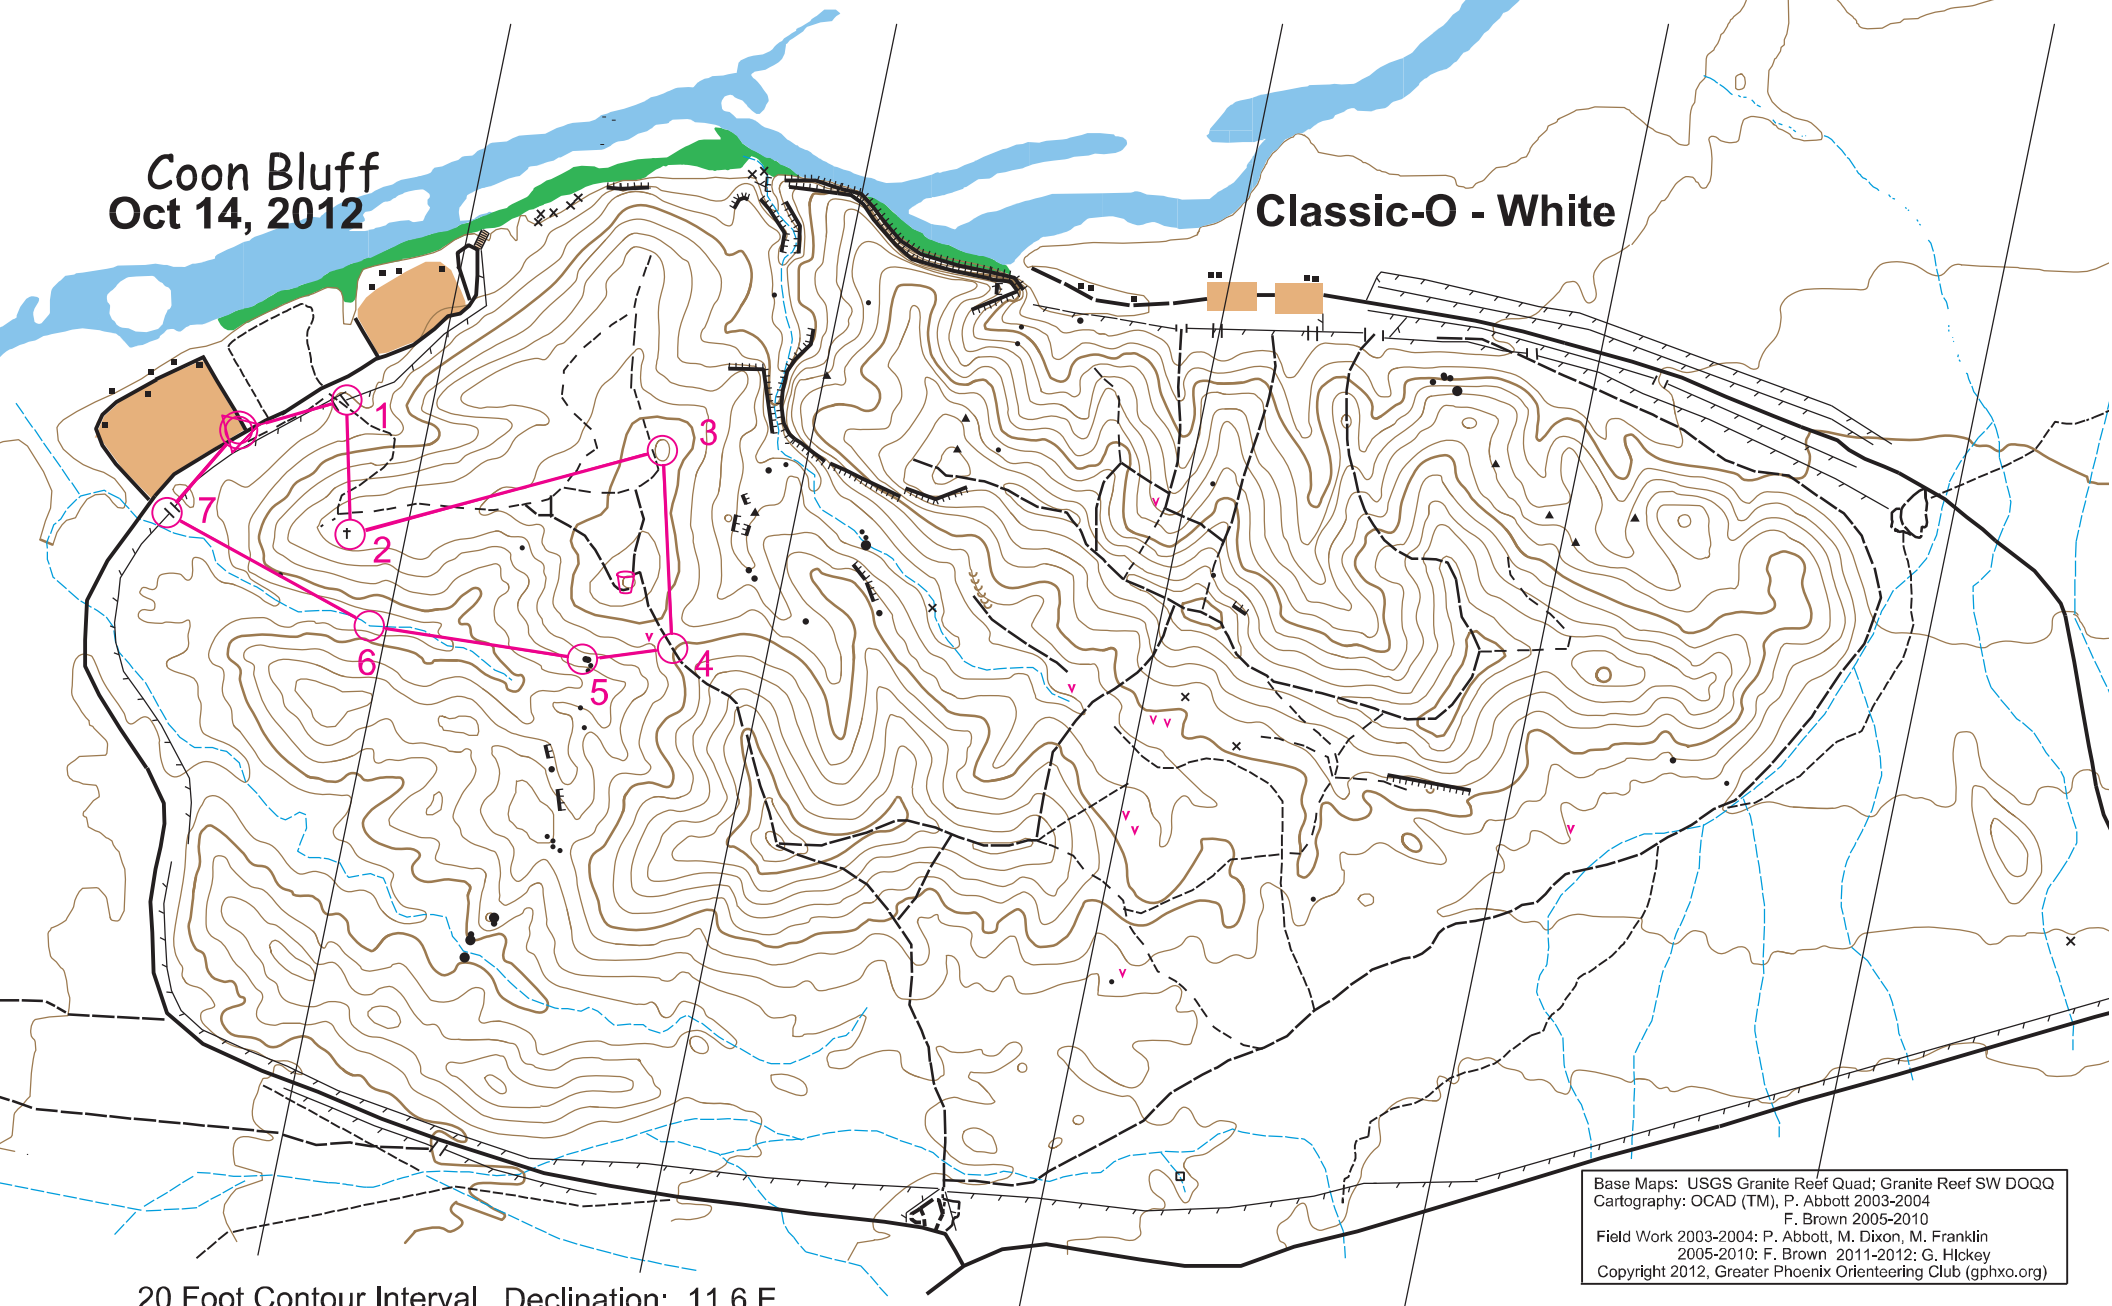 Coon Bluff
Oct 14, 2012
Classic-O - White
1
2
3
4
5
6
7
Base Maps: USGS Granite Reef Quad; Granite Reef SW DOQQ
Cartography: OCAD (TM), P. Abbott 2003-2004
F. Brown 2005-2010
Field Work 2003-2004: P. Abbott, M. Dixon, M. Franklin
2005-2010: F. Brown 2011-2012: G. HIckey
Copyright 2012, Greater Phoenix Orienteering Club (gphxo.org)
20 Foot Contour Interval Declination: 11.6 E